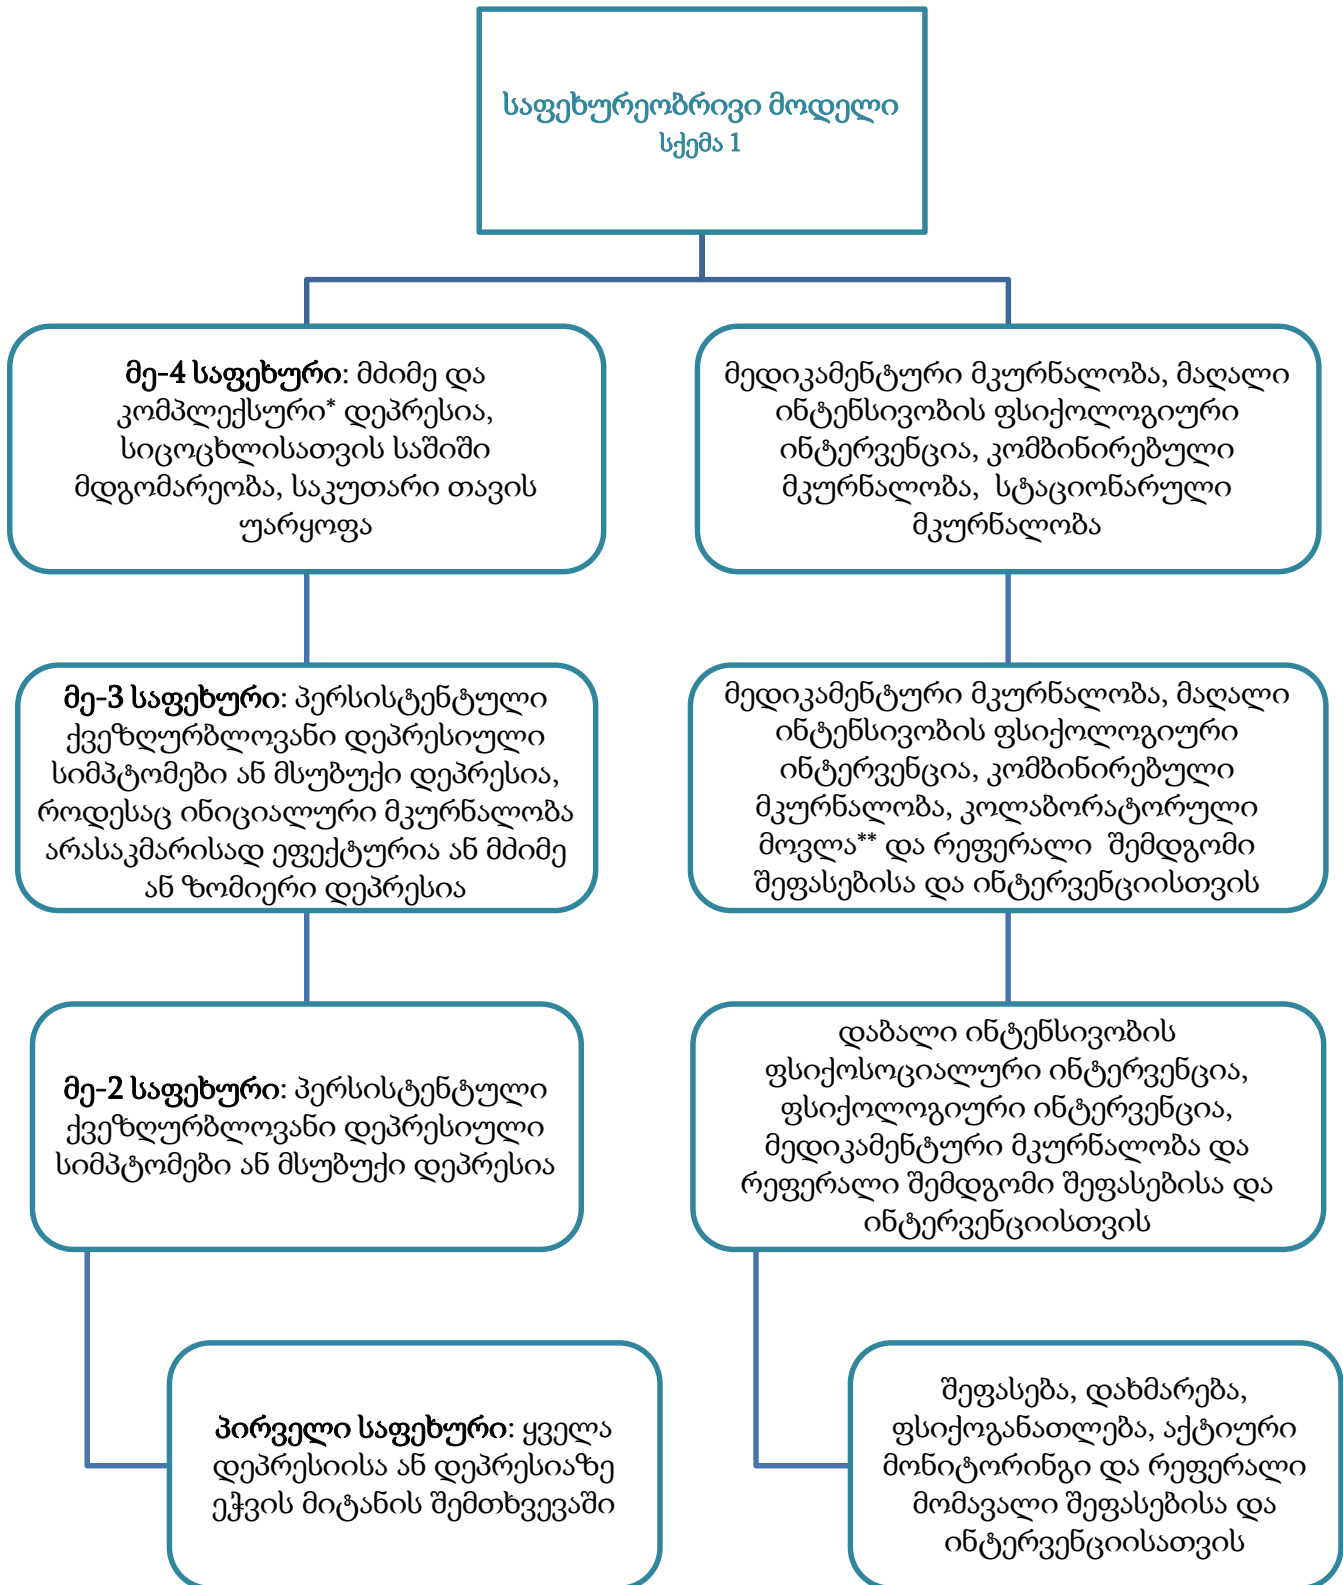 საფეხურეობრივი მოდელი
სქემა 1
მე-4 საფეხური: მძიმე და
კომპლექსური* დეპრესია,
სიცოცხლისათვის საშიში
მდგომარეობა, საკუთარი თავის
უარყოფა
მედიკამენტური მკურნალობა, მაღალი
ინტენსივობის ფსიქოლოგიური
ინტერვენცია, კომბინირებული
მკურნალობა, სტაციონარული
მკურნალობა
მე-3 საფეხური: პერსისტენტული
ქვეზღურბლოვანი დეპრესიული
სიმპტომები ან მსუბუქი დეპრესია,
როდესაც ინიციალური მკურნალობა
არასაკმარისად ეფექტურია ან მძიმე
ან ზომიერი დეპრესია
მედიკამენტური მკურნალობა, მაღალი
ინტენსივობის ფსიქოლოგიური
ინტერვენცია, კომბინირებული
მკურნალობა, კოლაბორატორული
მოვლა** და რეფერალი შემდგომი
შეფასებისა და ინტერვენციისთვის
მე-2 საფეხური: პერსისტენტული
ქვეზღურბლოვანი დეპრესიული
სიმპტომები ან მსუბუქი დეპრესია
დაბალი ინტენსივობის
ფსიქოსოციალური ინტერვენცია,
ფსიქოლოგიური ინტერვენცია,
მედიკამენტური მკურნალობა და
რეფერალი შემდგომი შეფასებისა და
ინტერვენციისთვის
პირველი საფეხური: ყველა
დეპრესიისა ან დეპრესიაზე
ეჭვის მიტანის შემთხვევაში
შეფასება, დახმარება,
ფსიქოგანათლება, აქტიური
მონიტორინგი და რეფერალი
მომავალი შეფასებისა და
ინტერვენციისათვის